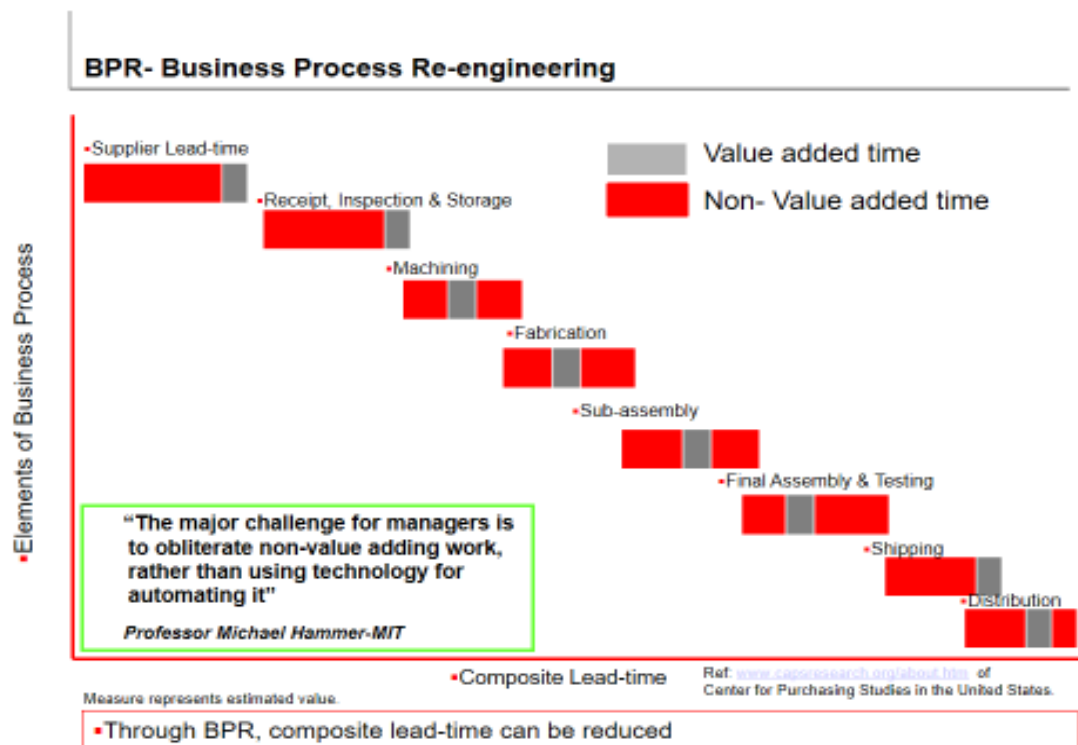 BPR- Business Process Re-engineering
▪Supplier Lead-time
Value added time
Non- Value added time
▪Receipt, Inspection & Storage
▪Machining
▪Fabrication
▪Sub-assembly
▪Final Assembly & Testing
▪Shipping
▪Distribution
▪Elements of Business Process
“The major challenge for managers is
to obliterate non-value adding work,
rather than using technology for
automating it”
Professor Michael Hammer-MIT
▪Composite Lead-time
Ref: www.capsresearch.org/about.htm of
Center for Purchasing Studies in the United States.
Measure represents estimated value.
▪Through BPR, composite lead-time can be reduced